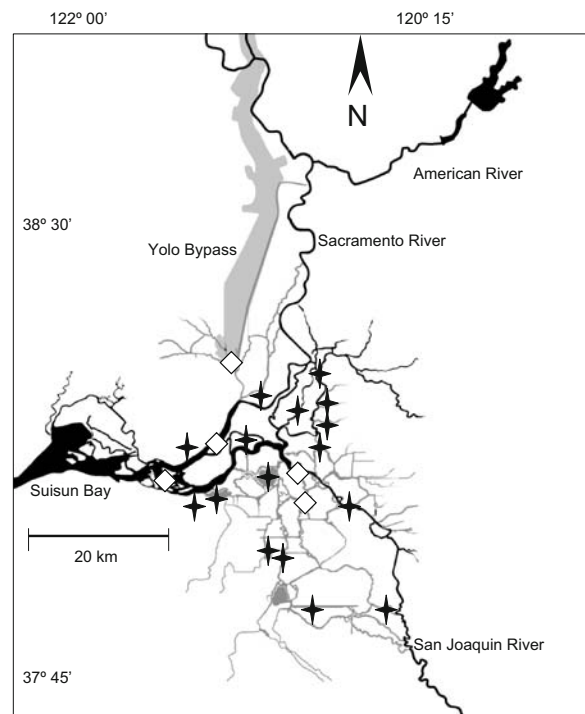 122º 00’
120º 15’
N
American River
38º 30’
Sacramento River
Yolo Bypass
Suisun Bay
20 km
San Joaquin River
37º 45’